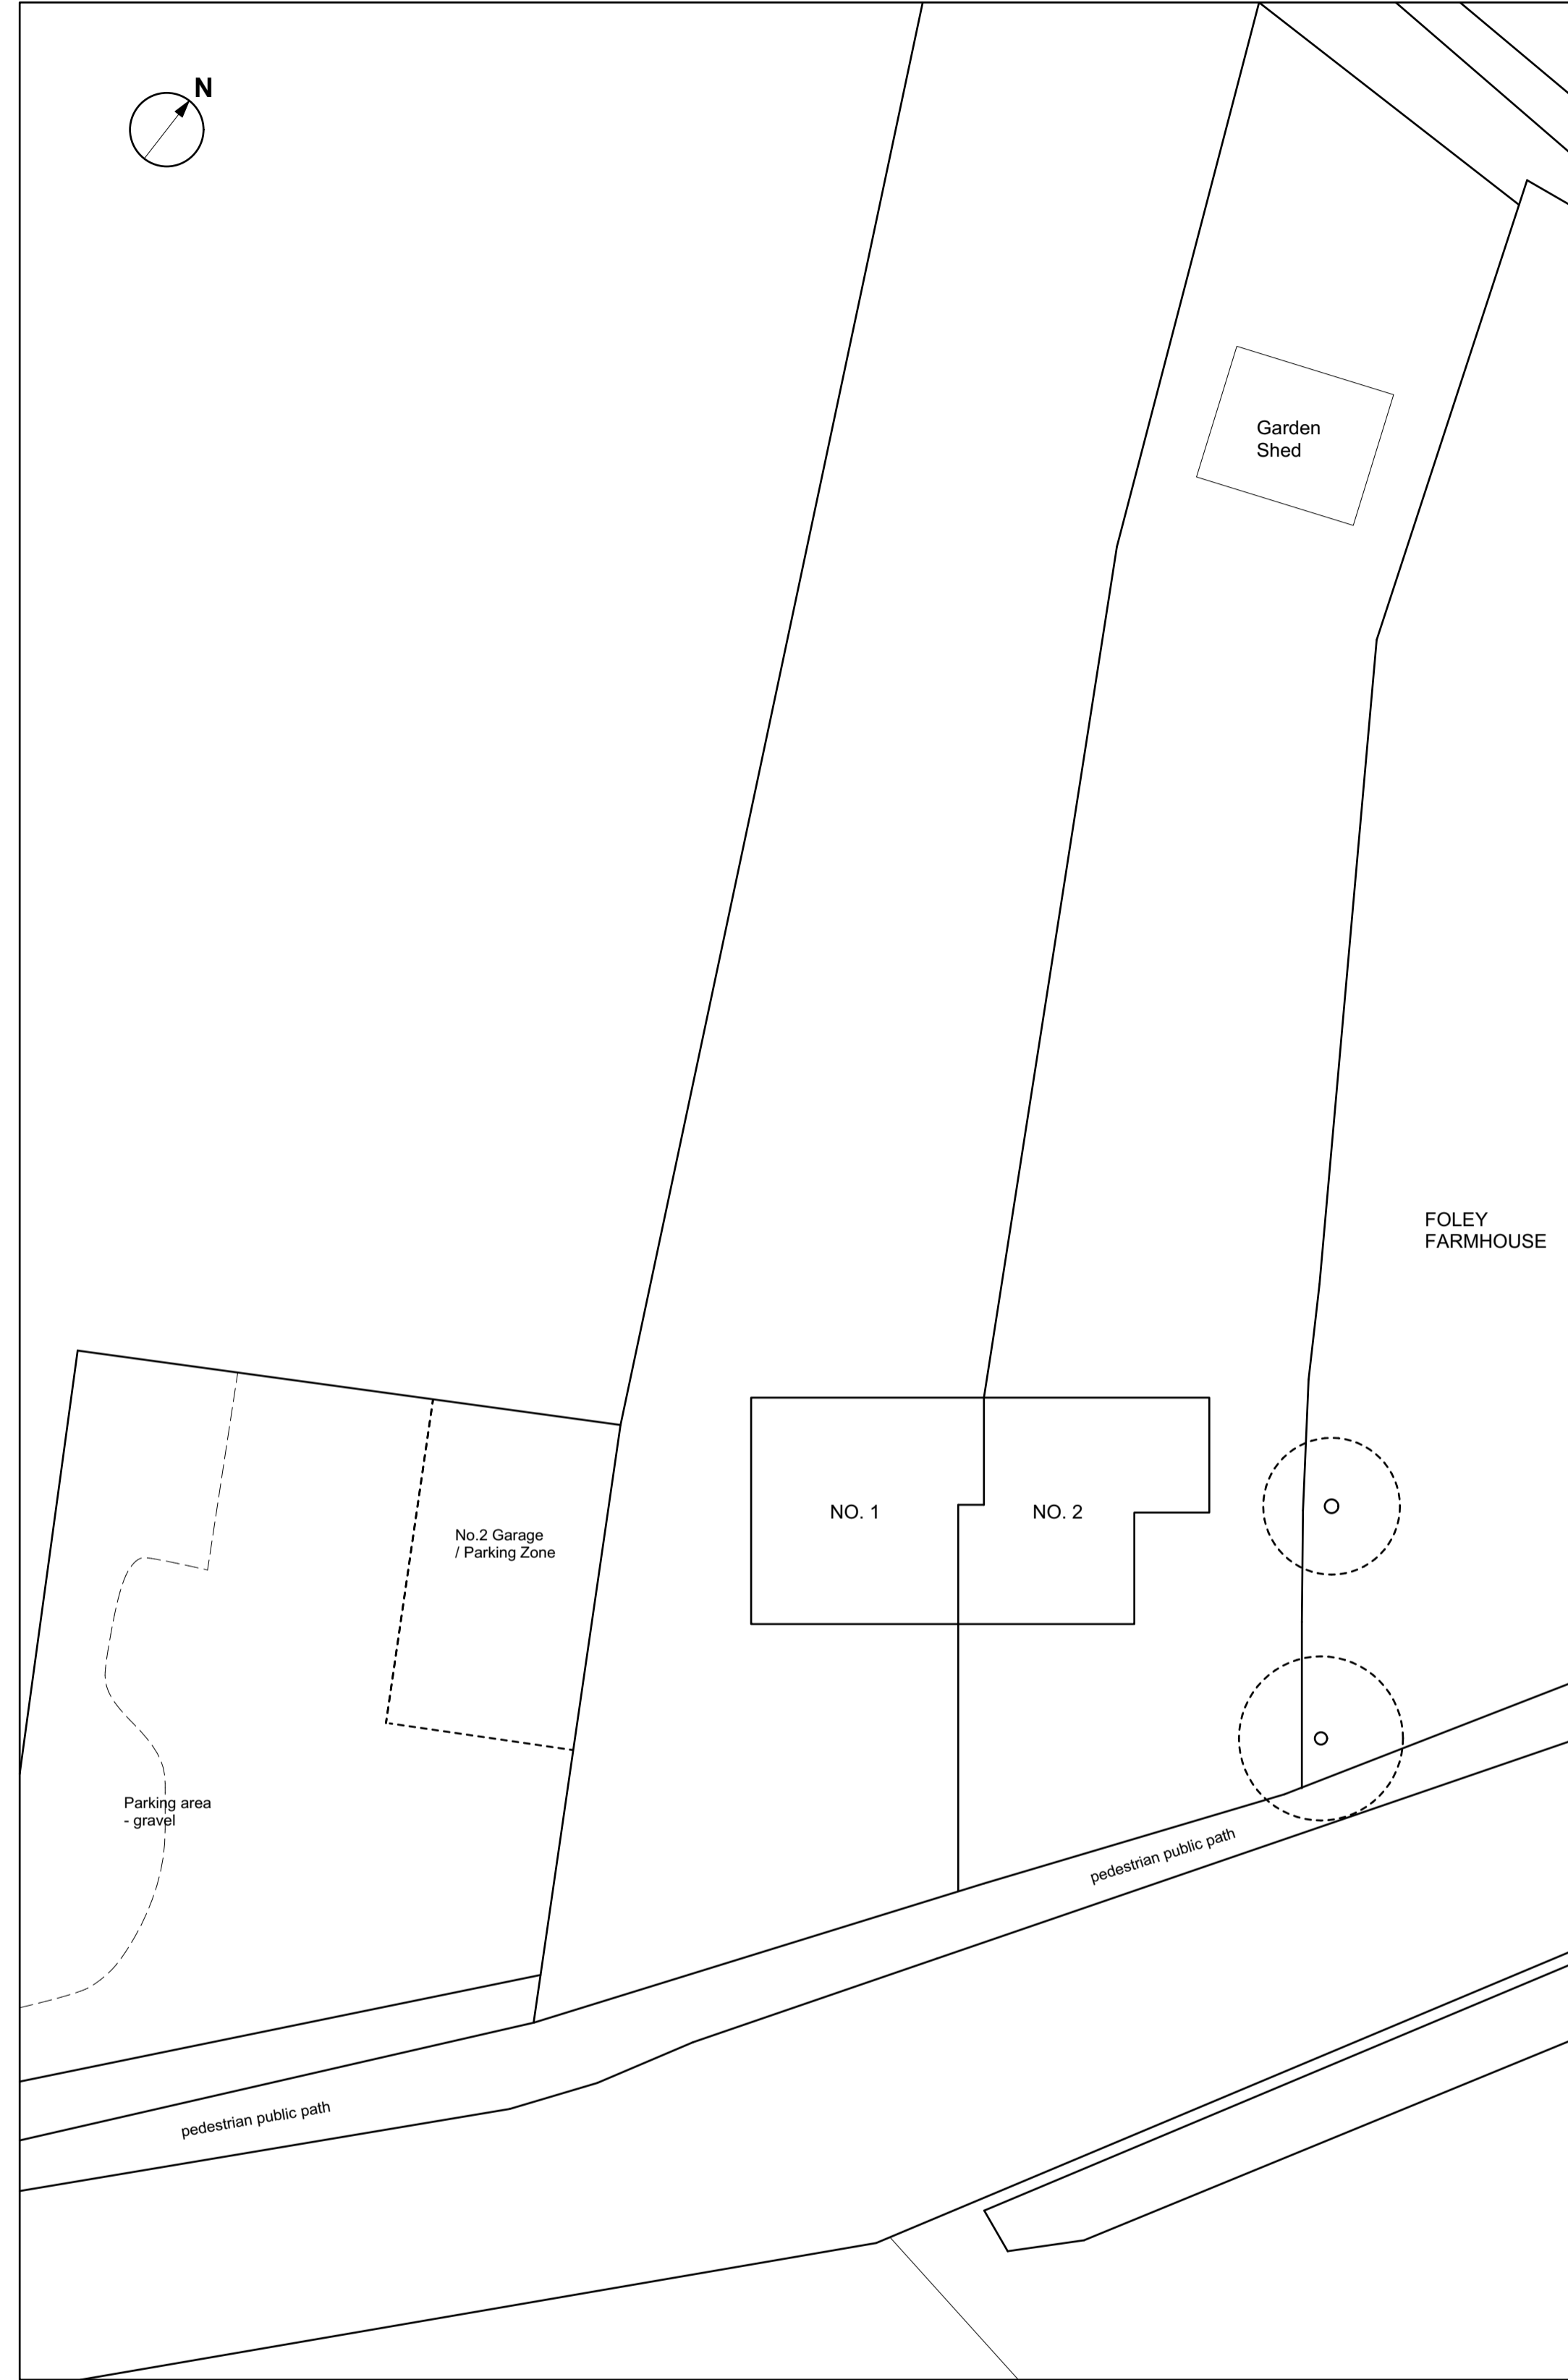 N
Garden
Shed
FOLEY
FARMHOUSE
NO. 1
NO. 2
No.2 Garage
/ Parking Zone
Parking area
- gravel
pedestrian public path
pedestrian public path